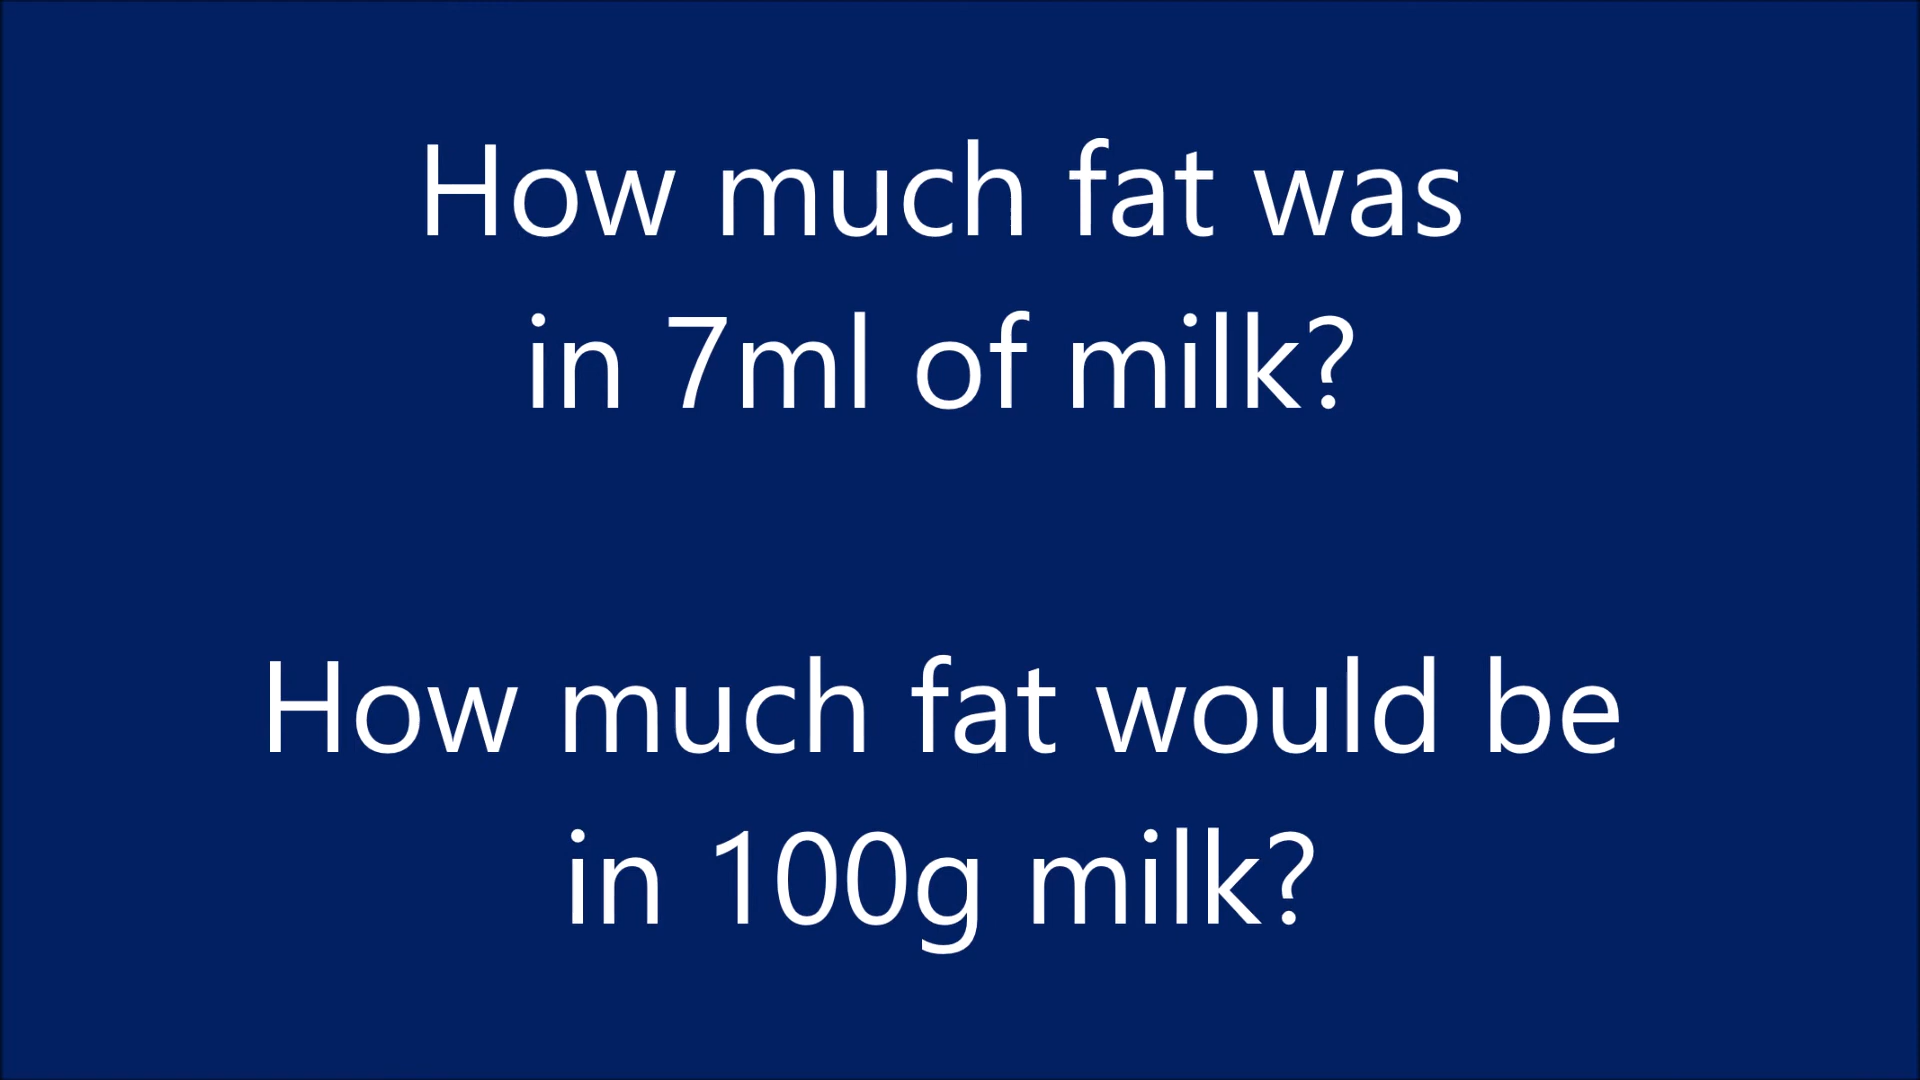 How much fat was
in 7ml of milk?
How much fat would be
in 100g milk?